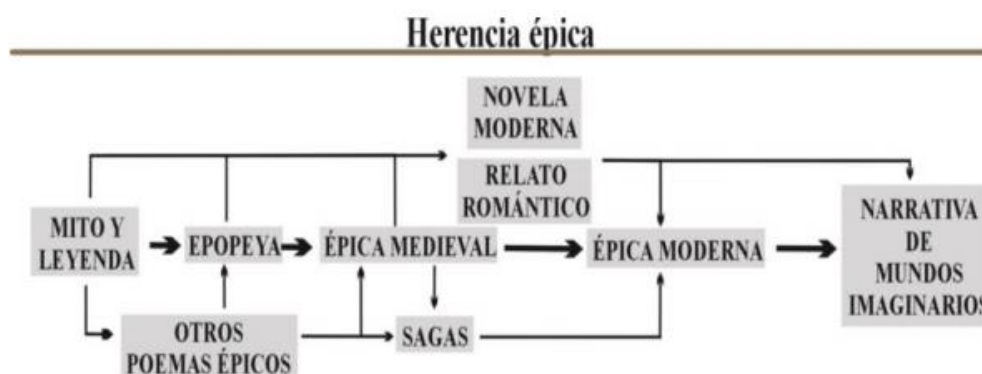 Herencia épica
NOVELA
MODERNA
RELATO
ROMÁNTICO
MITO Y
LEYENDA
EPOPEYA
ÉPICA MEDIEVAL
ÉPICA MODERNA
NARRATIVA
DE
MUNDOS
IMAGINARIOS
OTROS
POEMAS ÉPICOS
SAGAS